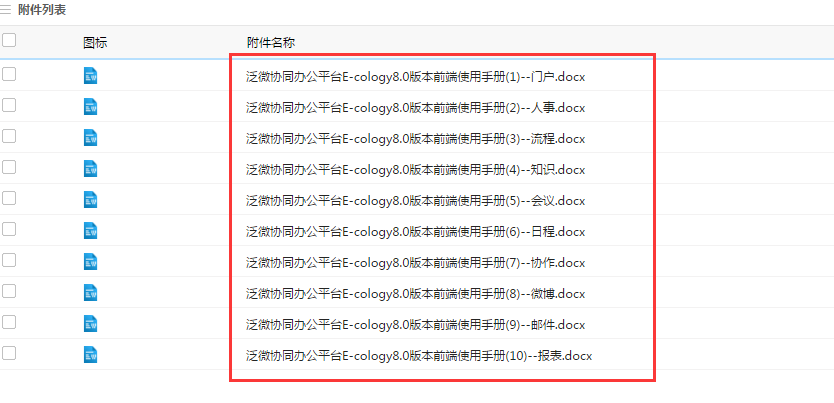 附件列表
图标 附件名称
泛微协同办公平台E-cology8.0版本前端使用手册(1)--门户.docx
泛微协同办公平台E-cology8.0版本前端使用手册(2)--人事.docx
泛微协同办公平台E-cology8.0版本前端使用手册(3)--流程.docx
泛微协同办公平台E-cology8.0版本前端使用手册(4)--知识.docx
泛微协同办公平台E-cology8.0版本前端使用手册(5)--会议.docx
泛微协同办公平台E-cology8.0版本前端使用手册(6)--日程.docx
泛微协同办公平台E-cology8.0版本前端使用手册(7)--协作.docx
泛微协同办公平台E-cology8.0版本前端使用手册(8)--微博.docx
泛微协同办公平台E-cology8.0版本前端使用手册(9)--邮件.docx
泛微协同办公平台E-cology8.0版本前端使用手册(10)--报表.docx